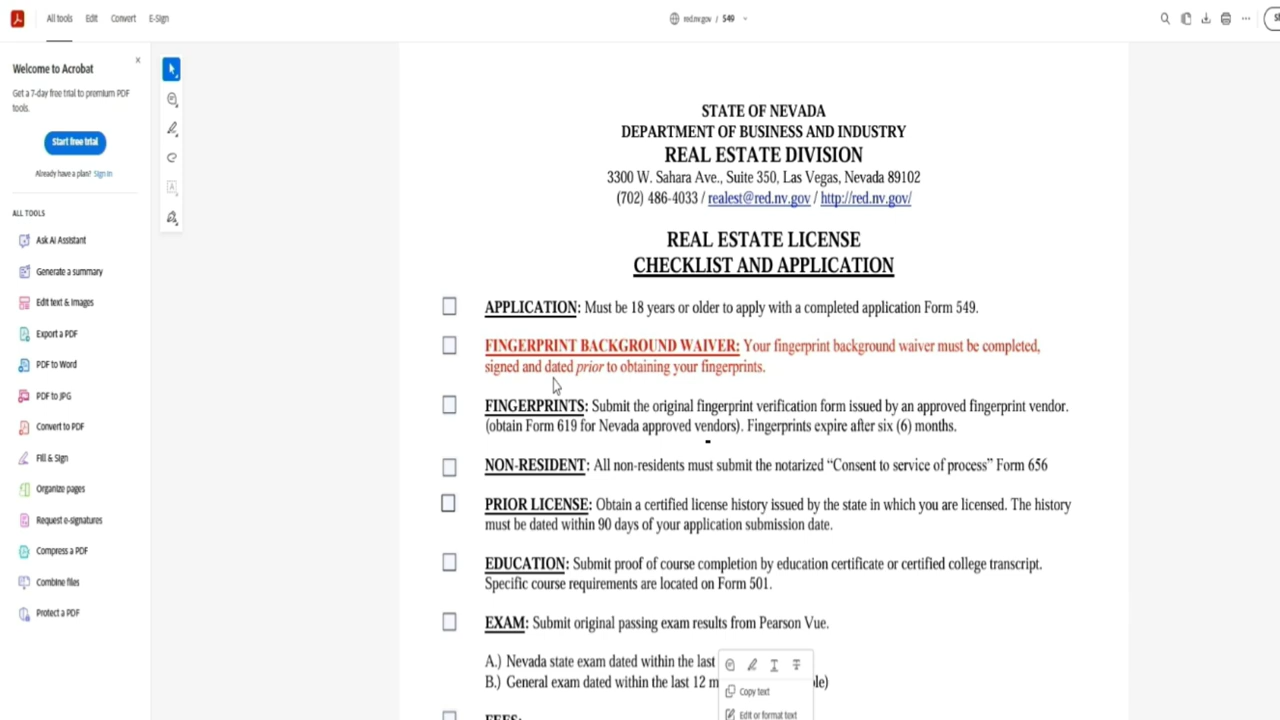 All tools Edit Convert E-Sign
red.nv.gov / 549
Welcome to Acrobat
Get a 7-day free trial to premium PDF
tools.
Start free trial
Already have a plan? Sign in
ALL TOOLS
Ask AI Assistant
Generate a summary
Edit text & Images
Export a PDF
PDF to Word
PDF to JPG
Convert to PDF
Fill & Sign
Organize pages
Request e-signatures
Compress a PDF
Combine files
Protect a PDF
STATE OF NEVADA
DEPARTMENT OF BUSINESS AND INDUSTRY
REAL ESTATE DIVISION
3300 W. Sahara Ave., Suite 350, Las Vegas, Nevada 89102
(702) 486-4033 / realest@red.nv.gov / http://red.nv.gov/
REAL ESTATE LICENSE
CHECKLIST AND APPLICATION
APPLICATION: Must be 18 years or older to apply with a completed application Form 549.
FINGERPRINT BACKGROUND WAIVER: Your fingerprint background waiver must be completed,
signed and dated prior to obtaining your fingerprints.
FINGERPRINTS: Submit the original fingerprint verification form issued by an approved fingerprint vendor.
(obtain Form 619 for Nevada approved vendors). Fingerprints expire after six (6) months.
NON-RESIDENT: All non-residents must submit the notarized “Consent to service of process” Form 656
PRIOR LICENSE: Obtain a certified license history issued by the state in which you are licensed. The history
must be dated within 90 days of your application submission date.
EDUCATION: Submit proof of course completion by education certificate or certified college transcript.
Specific course requirements are located on Form 501.
EXAM: Submit original passing exam results from Pearson Vue.
A.) Nevada state exam dated within the last
B.) General exam dated within the last 12 m
Copy text
Edit or format text
FEES: